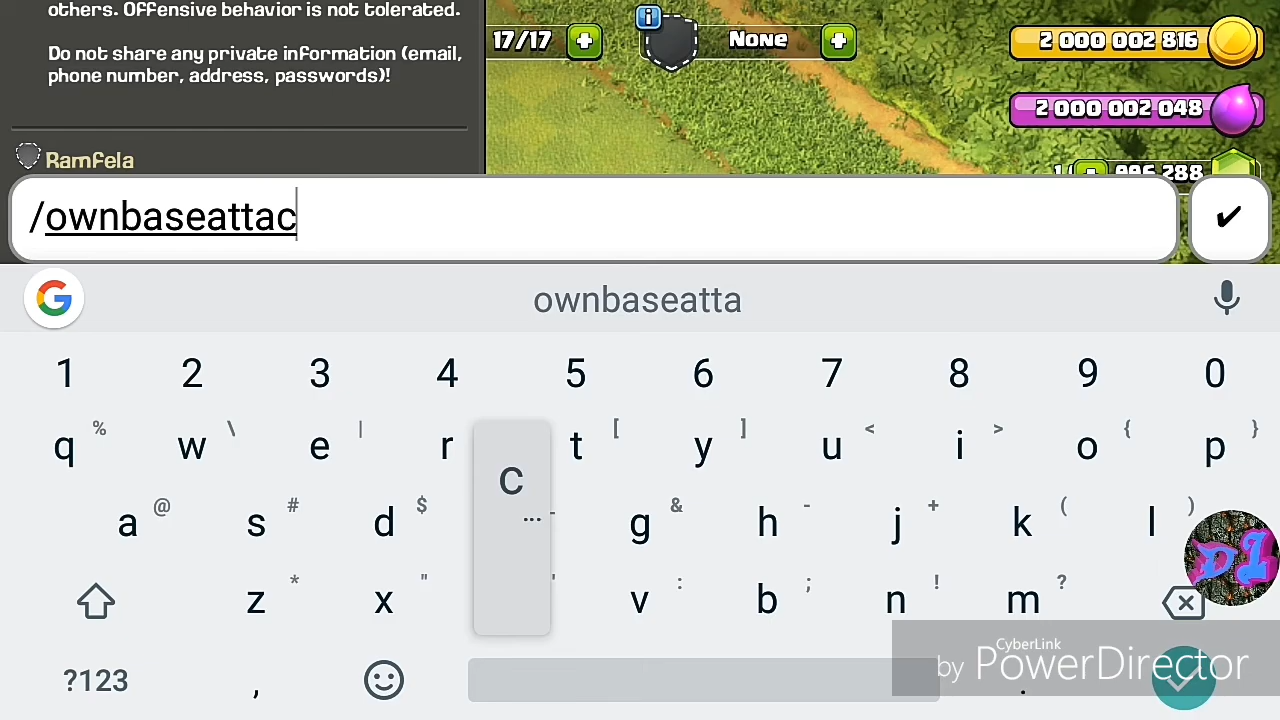 others. Offensive behavior is not tolerated.
Do not share any private information (email,
phone number, address, passwords)!
Ramfela
17/17
None
2 000 002 816
2 000 002 048
/ownbaseattac
✔
ownbaseatta
1 2 3 4 5 6 7 8 9 0
q % w \ e | r t [ y ] u < i > o { p }
a @ s # d $ - g & h - j + k ( l )
c ...
z * x " ' v : b ; n ! m ?
?123 , .
DJ
by CyberLink PowerDirector